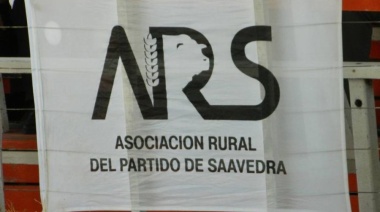 ARS
ASOCIACION RURAL
DEL PARTIDO DE SAAVEDRA